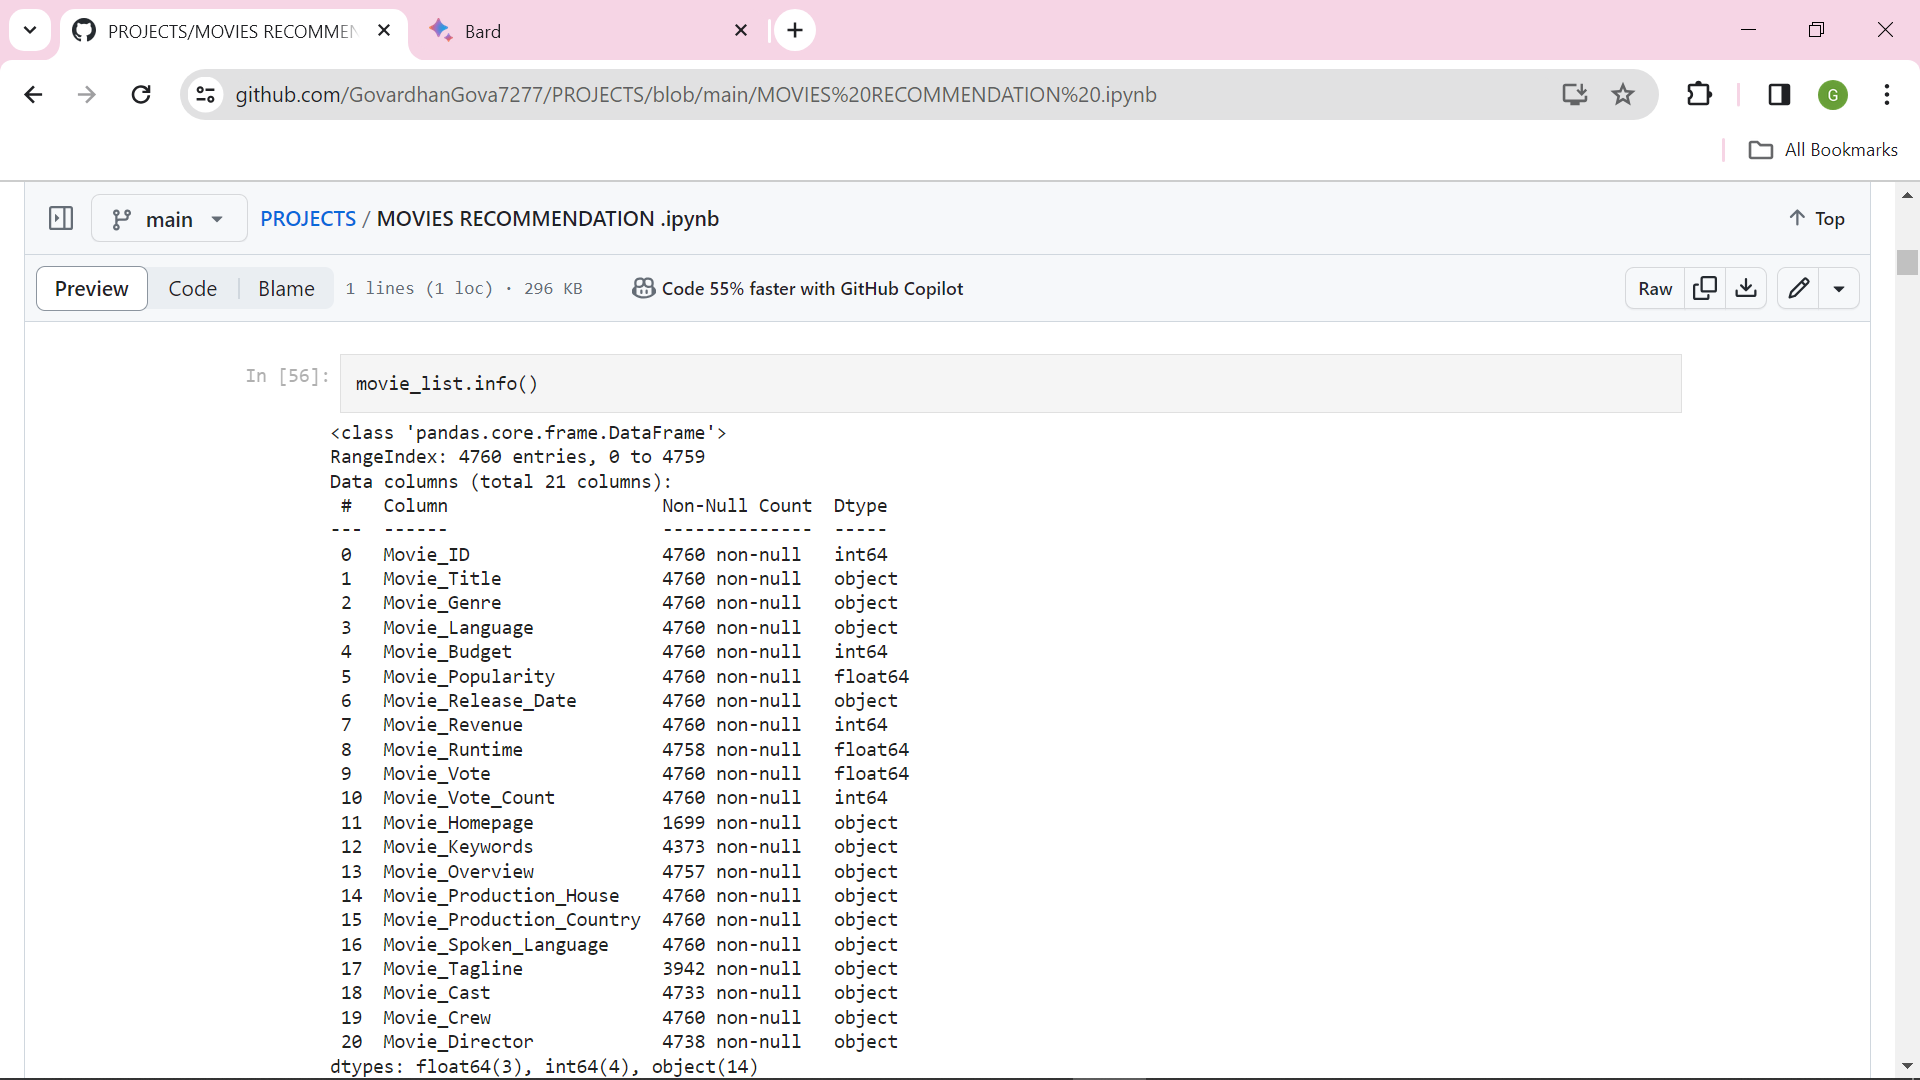 PROJECTS/MOVIES RECOMMEN
Bard
github.com/GovardhanGova7277/PROJECTS/blob/main/MOVIES%20RECOMMENDATION%20.ipynb
G
All Bookmarks
main
PROJECTS / MOVIES RECOMMENDATION .ipynb
Top
Preview
Code
Blame
1 lines (1 loc) · 296 KB
Code 55% faster with GitHub Copilot
Raw
In [56]:
movie_list.info()
<class 'pandas.core.frame.DataFrame'>
RangeIndex: 4760 entries, 0 to 4759
Data columns (total 21 columns):
 #   Column                    Non-Null Count  Dtype
---  ------                    --------------  -----
 0   Movie_ID                  4760 non-null   int64
 1   Movie_Title               4760 non-null   object
 2   Movie_Genre               4760 non-null   object
 3   Movie_Language            4760 non-null   object
 4   Movie_Budget              4760 non-null   int64
 5   Movie_Popularity          4760 non-null   float64
 6   Movie_Release_Date        4760 non-null   object
 7   Movie_Revenue             4760 non-null   int64
 8   Movie_Runtime             4758 non-null   float64
 9   Movie_Vote                4760 non-null   float64
 10  Movie_Vote_Count          4760 non-null   int64
 11  Movie_Homepage            1699 non-null   object
 12  Movie_Keywords            4373 non-null   object
 13  Movie_Overview            4757 non-null   object
 14  Movie_Production_House    4760 non-null   object
 15  Movie_Production_Country  4760 non-null   object
 16  Movie_Spoken_Language     4760 non-null   object
 17  Movie_Tagline             3942 non-null   object
 18  Movie_Cast                4733 non-null   object
 19  Movie_Crew                4760 non-null   object
 20  Movie_Director            4738 non-null   object
dtypes: float64(3), int64(4), object(14)